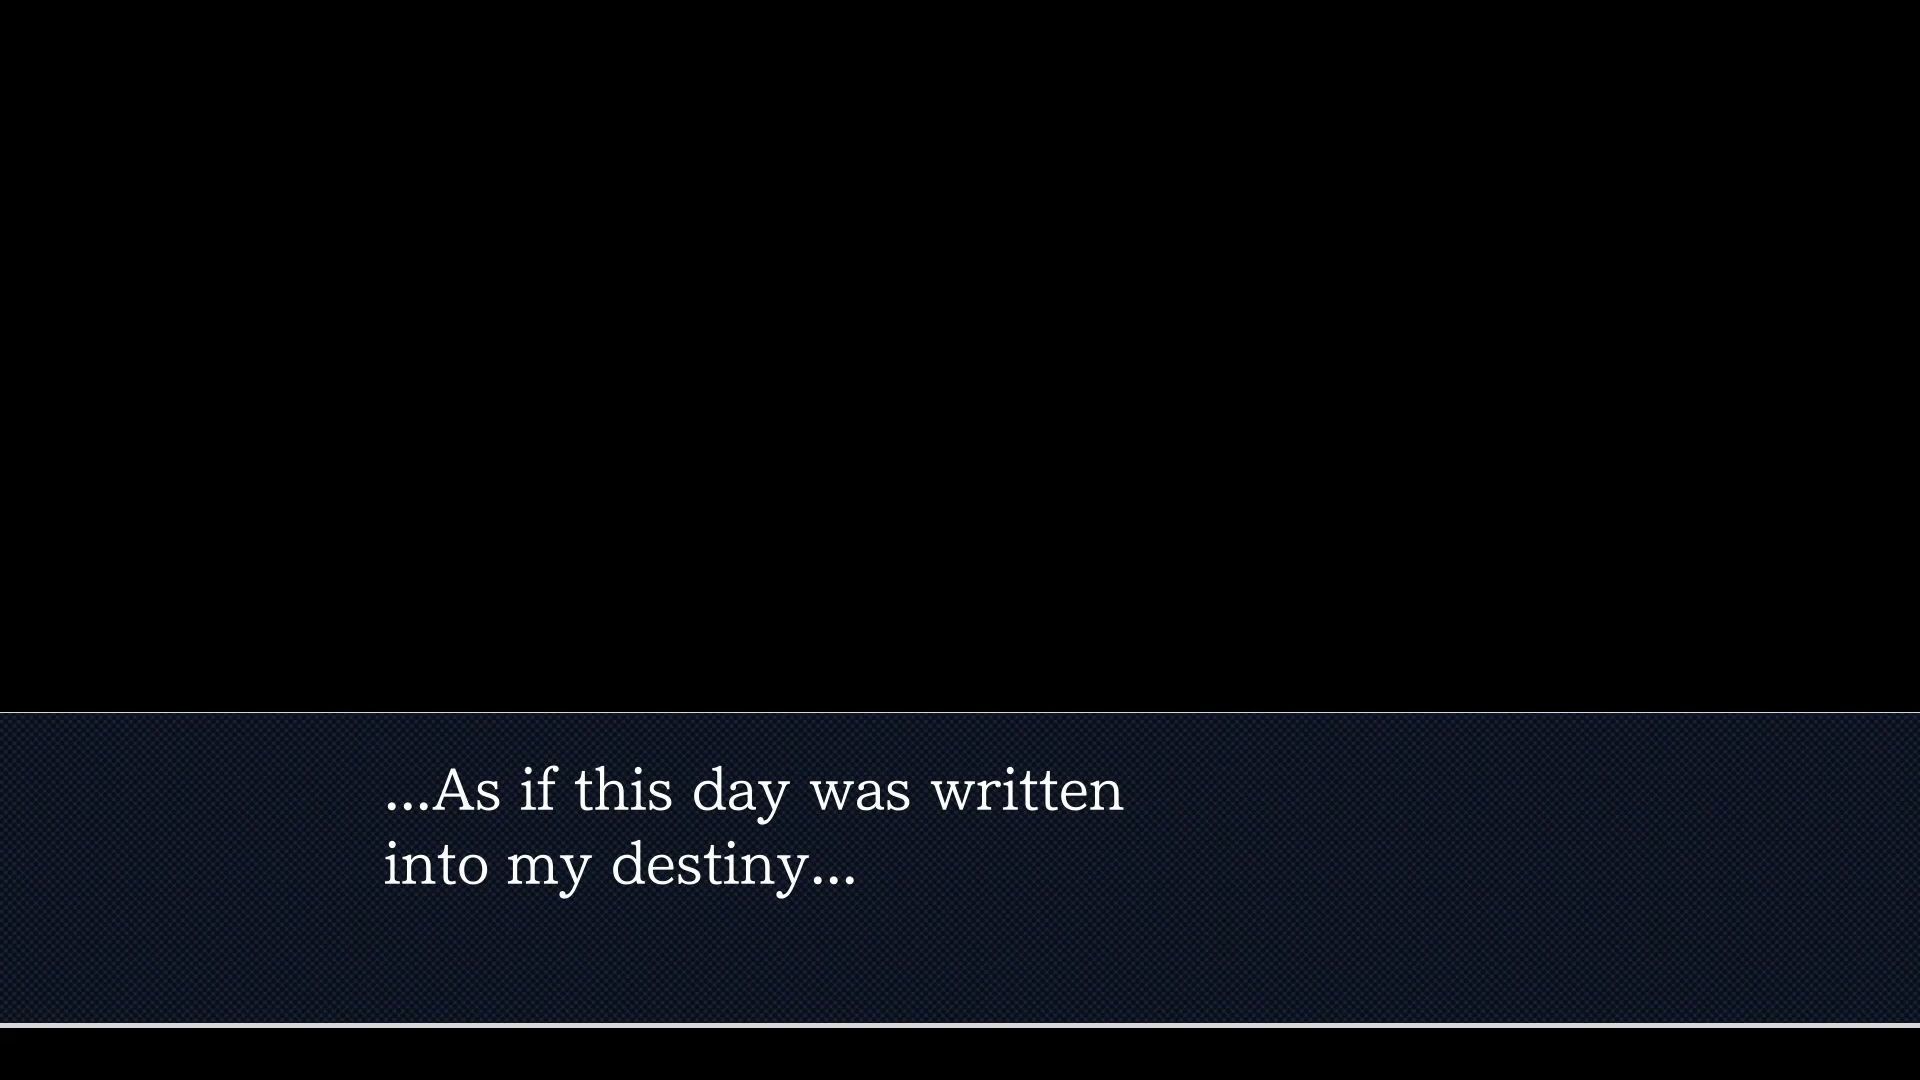 ...As if this day was written
into my destiny...